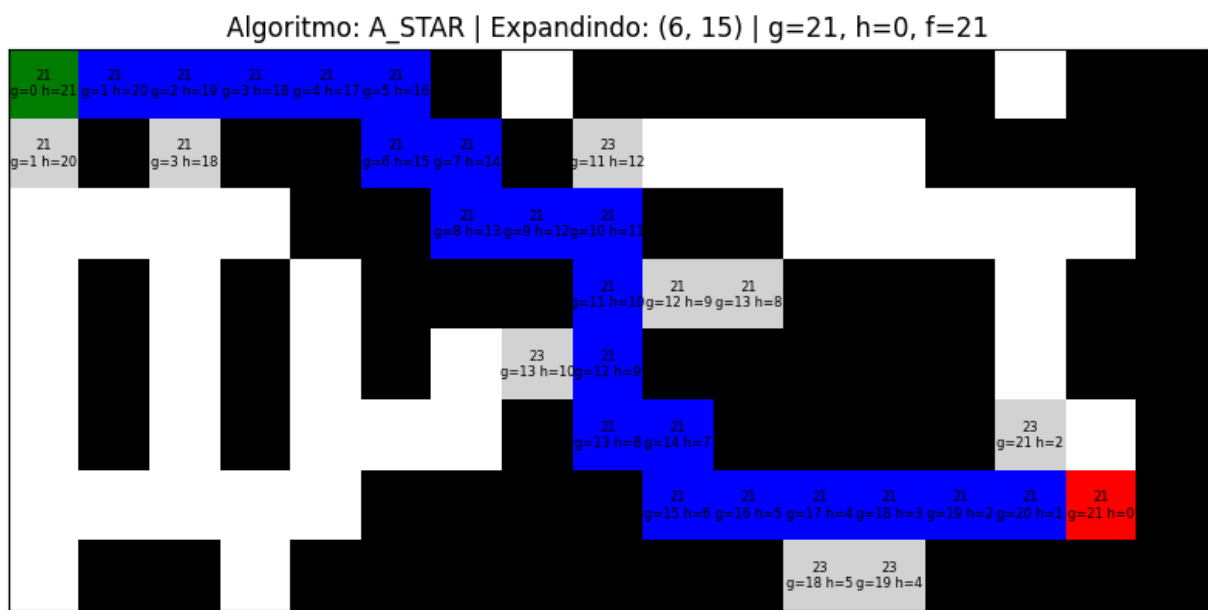 Algoritmo: A_STAR | Expandindo: (6, 15) | g=21, h=0, f=21
21 21 21 21 21 21
g=0 h=21 g=1 h=20 g=2 h=19 g=3 h=18 g=4 h=17 g=5 h=16
21 21 21 21 23
g=1 h=20 g=3 h=18 g=6 h=15 g=7 h=14 g=11 h=12
21 21 21
g=8 h=13 g=9 h=12 g=10 h=11
21 21 21
g=11 h=10 g=12 h=9 g=13 h=8
23 21
g=13 h=10 g=12 h=9
21 21 23
g=13 h=8 g=14 h=7 g=21 h=2
21 21 21 21 21 21 21
g=15 h=6 g=16 h=5 g=17 h=4 g=18 h=3 g=19 h=2 g=20 h=1 g=21 h=0
23 23
g=18 h=5 g=19 h=4